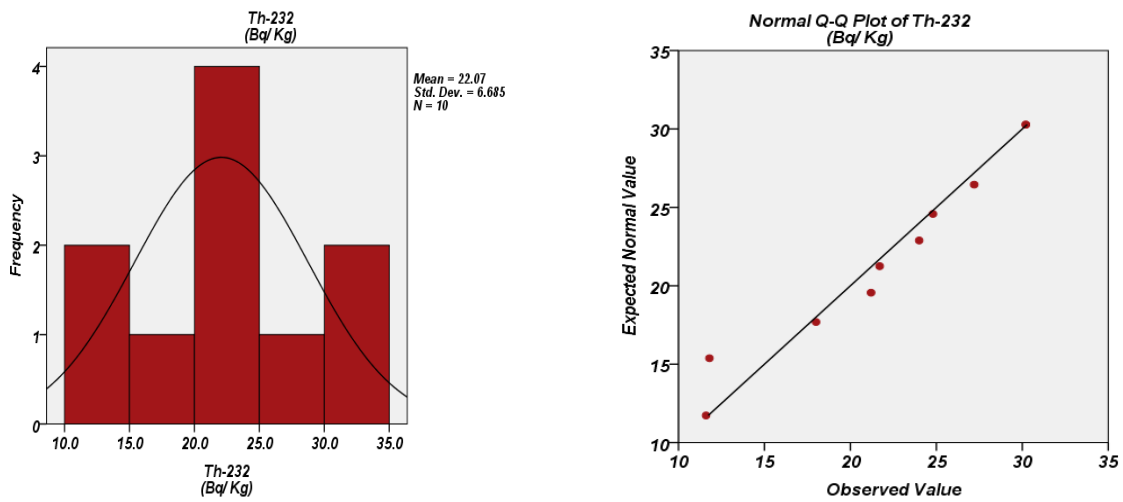 Th-232
(Bq/Kg)
4
3
2
1
0
Frequency
10.0 15.0 20.0 25.0 30.0 35.0
Th-232
(Bq/Kg)
Mean = 22.07
Std. Dev. = 6.685
N = 10
Normal Q-Q Plot of Th-232
(Bq/Kg)
35
30
25
20
15
10
Expected Normal Value
10 15 20 25 30 35
Observed Value